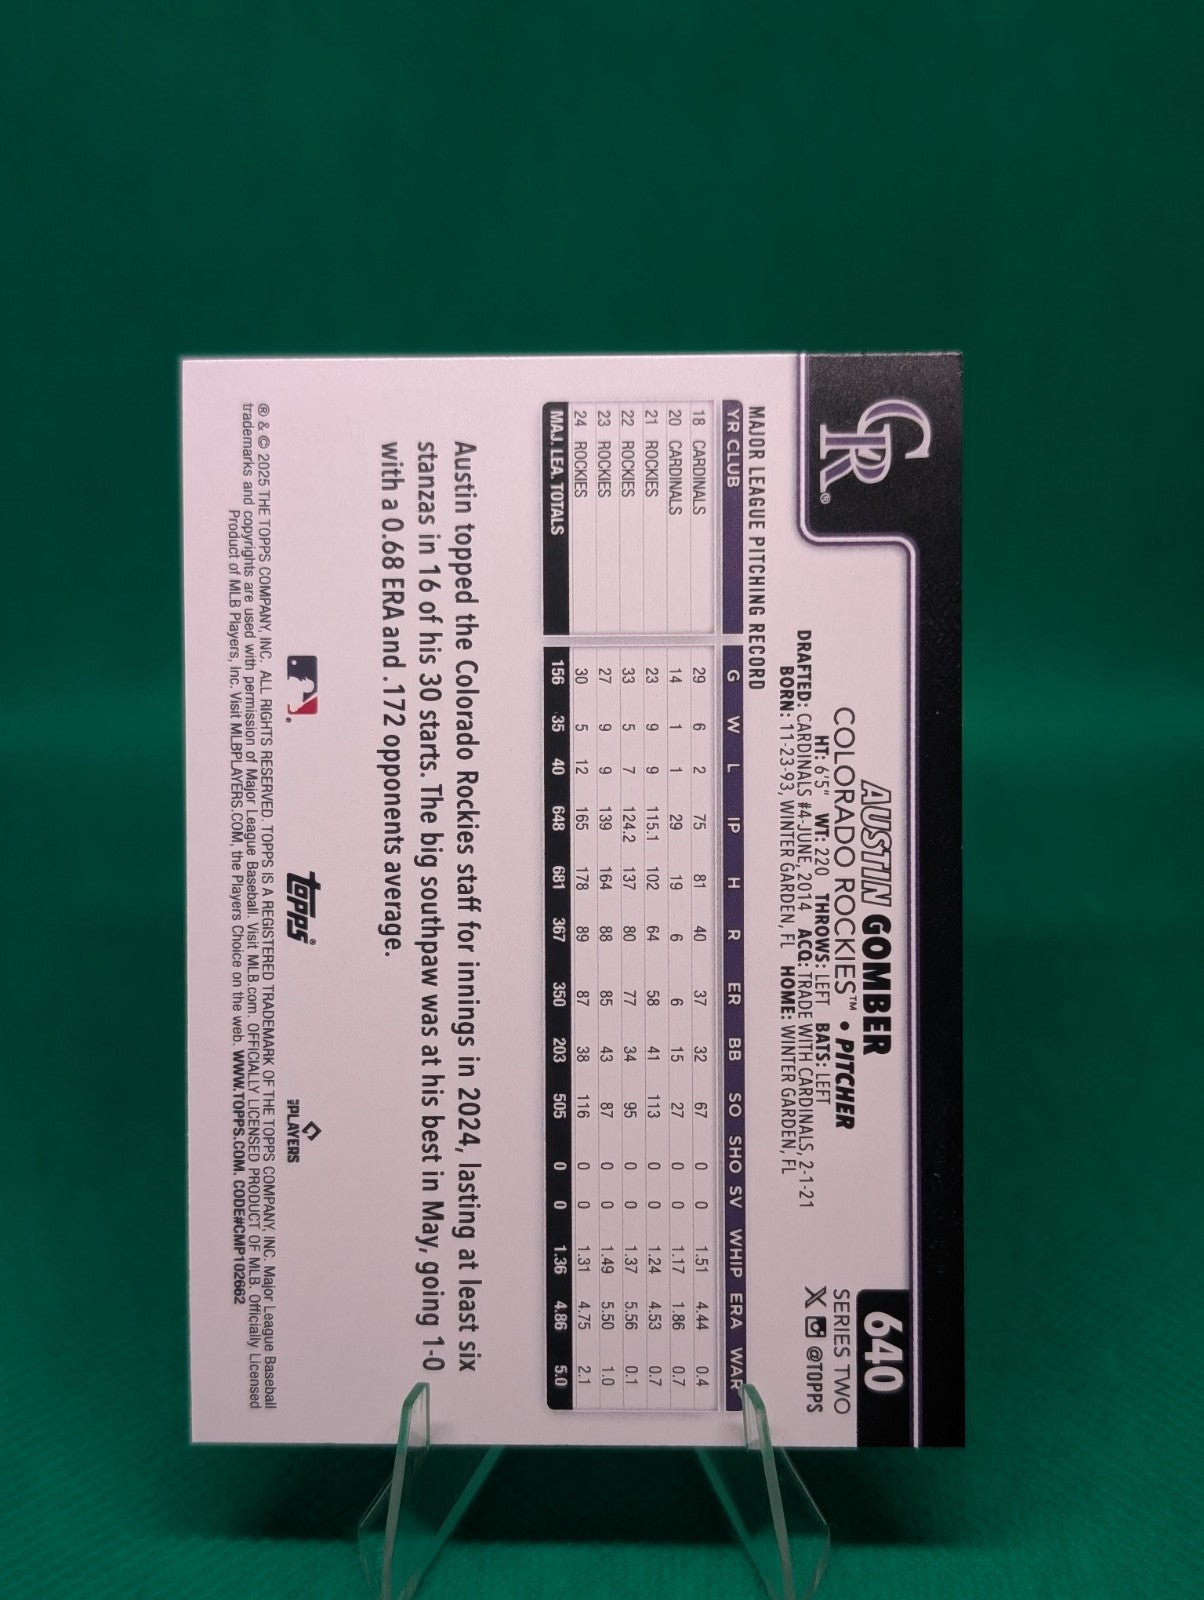 CR®
640
AUSTIN GOMBER
COLORADO ROCKIES™ • PITCHER
SERIES TWO
HT: 6'5" WT: 220 THROWS: LEFT BATS: LEFT
X @TOPPS
DRAFTED: CARDINALS #4-JUNE, 2014 ACQ: TRADE WITH CARDINALS, 2-1-21
BORN: 11-23-93, WINTER GARDEN, FL HOME: WINTER GARDEN, FL
MAJOR LEAGUE PITCHING RECORD
YR CLUB G W L IP H R ER BB SO SHO SV WHIP ERA WAR
18 CARDINALS 29 6 2 75 81 40 37 32 67 0 0 1.51 4.44 0.4
20 CARDINALS 14 1 1 29 19 6 6 15 27 0 0 1.17 1.86 0.7
21 ROCKIES 23 9 9 115.1 102 64 58 41 113 0 0 1.24 4.53 0.7
22 ROCKIES 33 5 7 124.2 137 80 77 34 95 0 0 1.37 5.56 0.1
23 ROCKIES 27 9 9 139 164 88 85 43 87 0 0 1.49 5.50 1.0
24 ROCKIES 30 5 12 165 178 89 87 38 116 0 0 1.31 4.75 2.1
MAJ. LEA. TOTALS 156 35 40 648 681 367 350 203 505 0 0 1.36 4.86 5.0
Austin topped the Colorado Rockies staff for innings in 2024, lasting at least six
stanzas in 16 of his 30 starts. The big southpaw was at his best in May, going 1-0
with a 0.68 ERA and .172 opponents average.
topps®
MLB PLAYERS
® & © 2025 THE TOPPS COMPANY, INC. ALL RIGHTS RESERVED. TOPPS IS A REGISTERED TRADEMARK OF THE TOPPS COMPANY, INC. Major League Baseball
trademarks and copyrights are used with permission of Major League Baseball. Visit MLB.com. OFFICIALLY LICENSED PRODUCT OF MLB. Officially Licensed
Product of MLB Players, Inc. Visit MLBPLAYERS.COM, the Players Choice on the web. WWW.TOPPS.COM. CODE#CMP102662